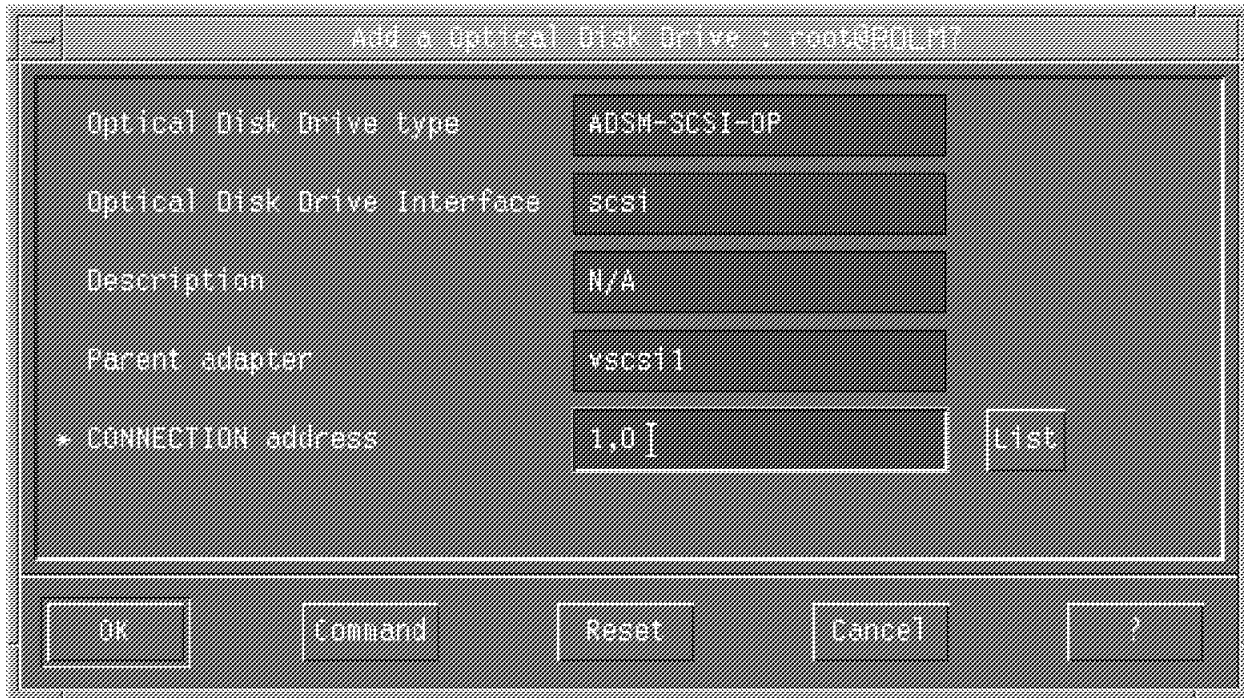 Add a Optical Disk Drive : root@POLM7
Optical Disk Drive type ADSM-SCSI-OP
Optical Disk Drive Interface scsi
Description N/A
Parent adapter vscsi1
* CONNECTION address 1,0 List
OK Command Reset Cancel ?